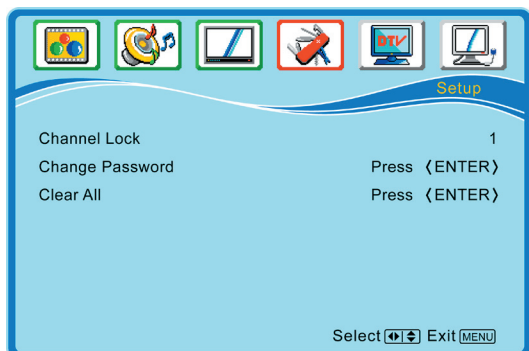 DTV
Setup
Channel Lock 1
Change Password Press 〈ENTER〉
Clear All Press 〈ENTER〉
Select Exit MENU